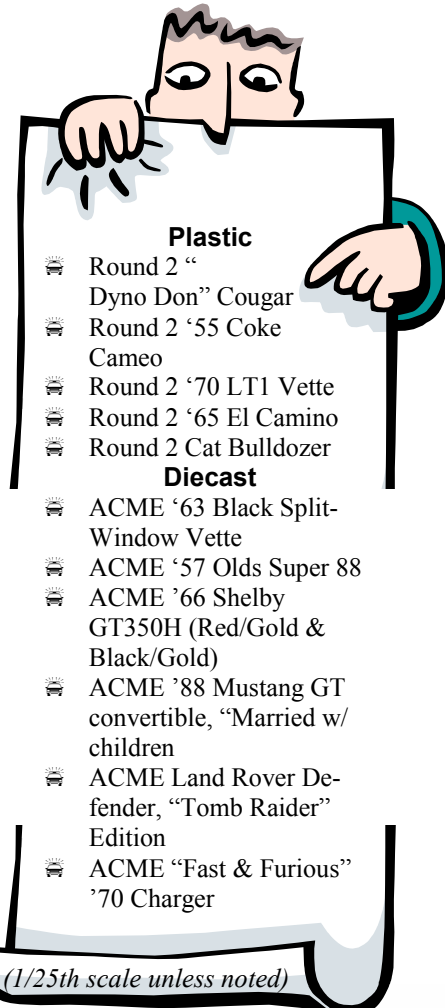 Plastic
Round 2 “
Dyno Don” Cougar
Round 2 ‘55 Coke
Cameo
Round 2 ‘70 LT1 Vette
Round 2 ‘65 El Camino
Round 2 Cat Bulldozer
Diecast
ACME ‘63 Black Split-
Window Vette
ACME ‘57 Olds Super 88
ACME ’66 Shelby
GT350H (Red/Gold &
Black/Gold)
ACME ’88 Mustang GT
convertible, “Married w/
children
ACME Land Rover De-
fender, “Tomb Raider”
Edition
ACME “Fast & Furious”
’70 Charger
(1/25th scale unless noted)